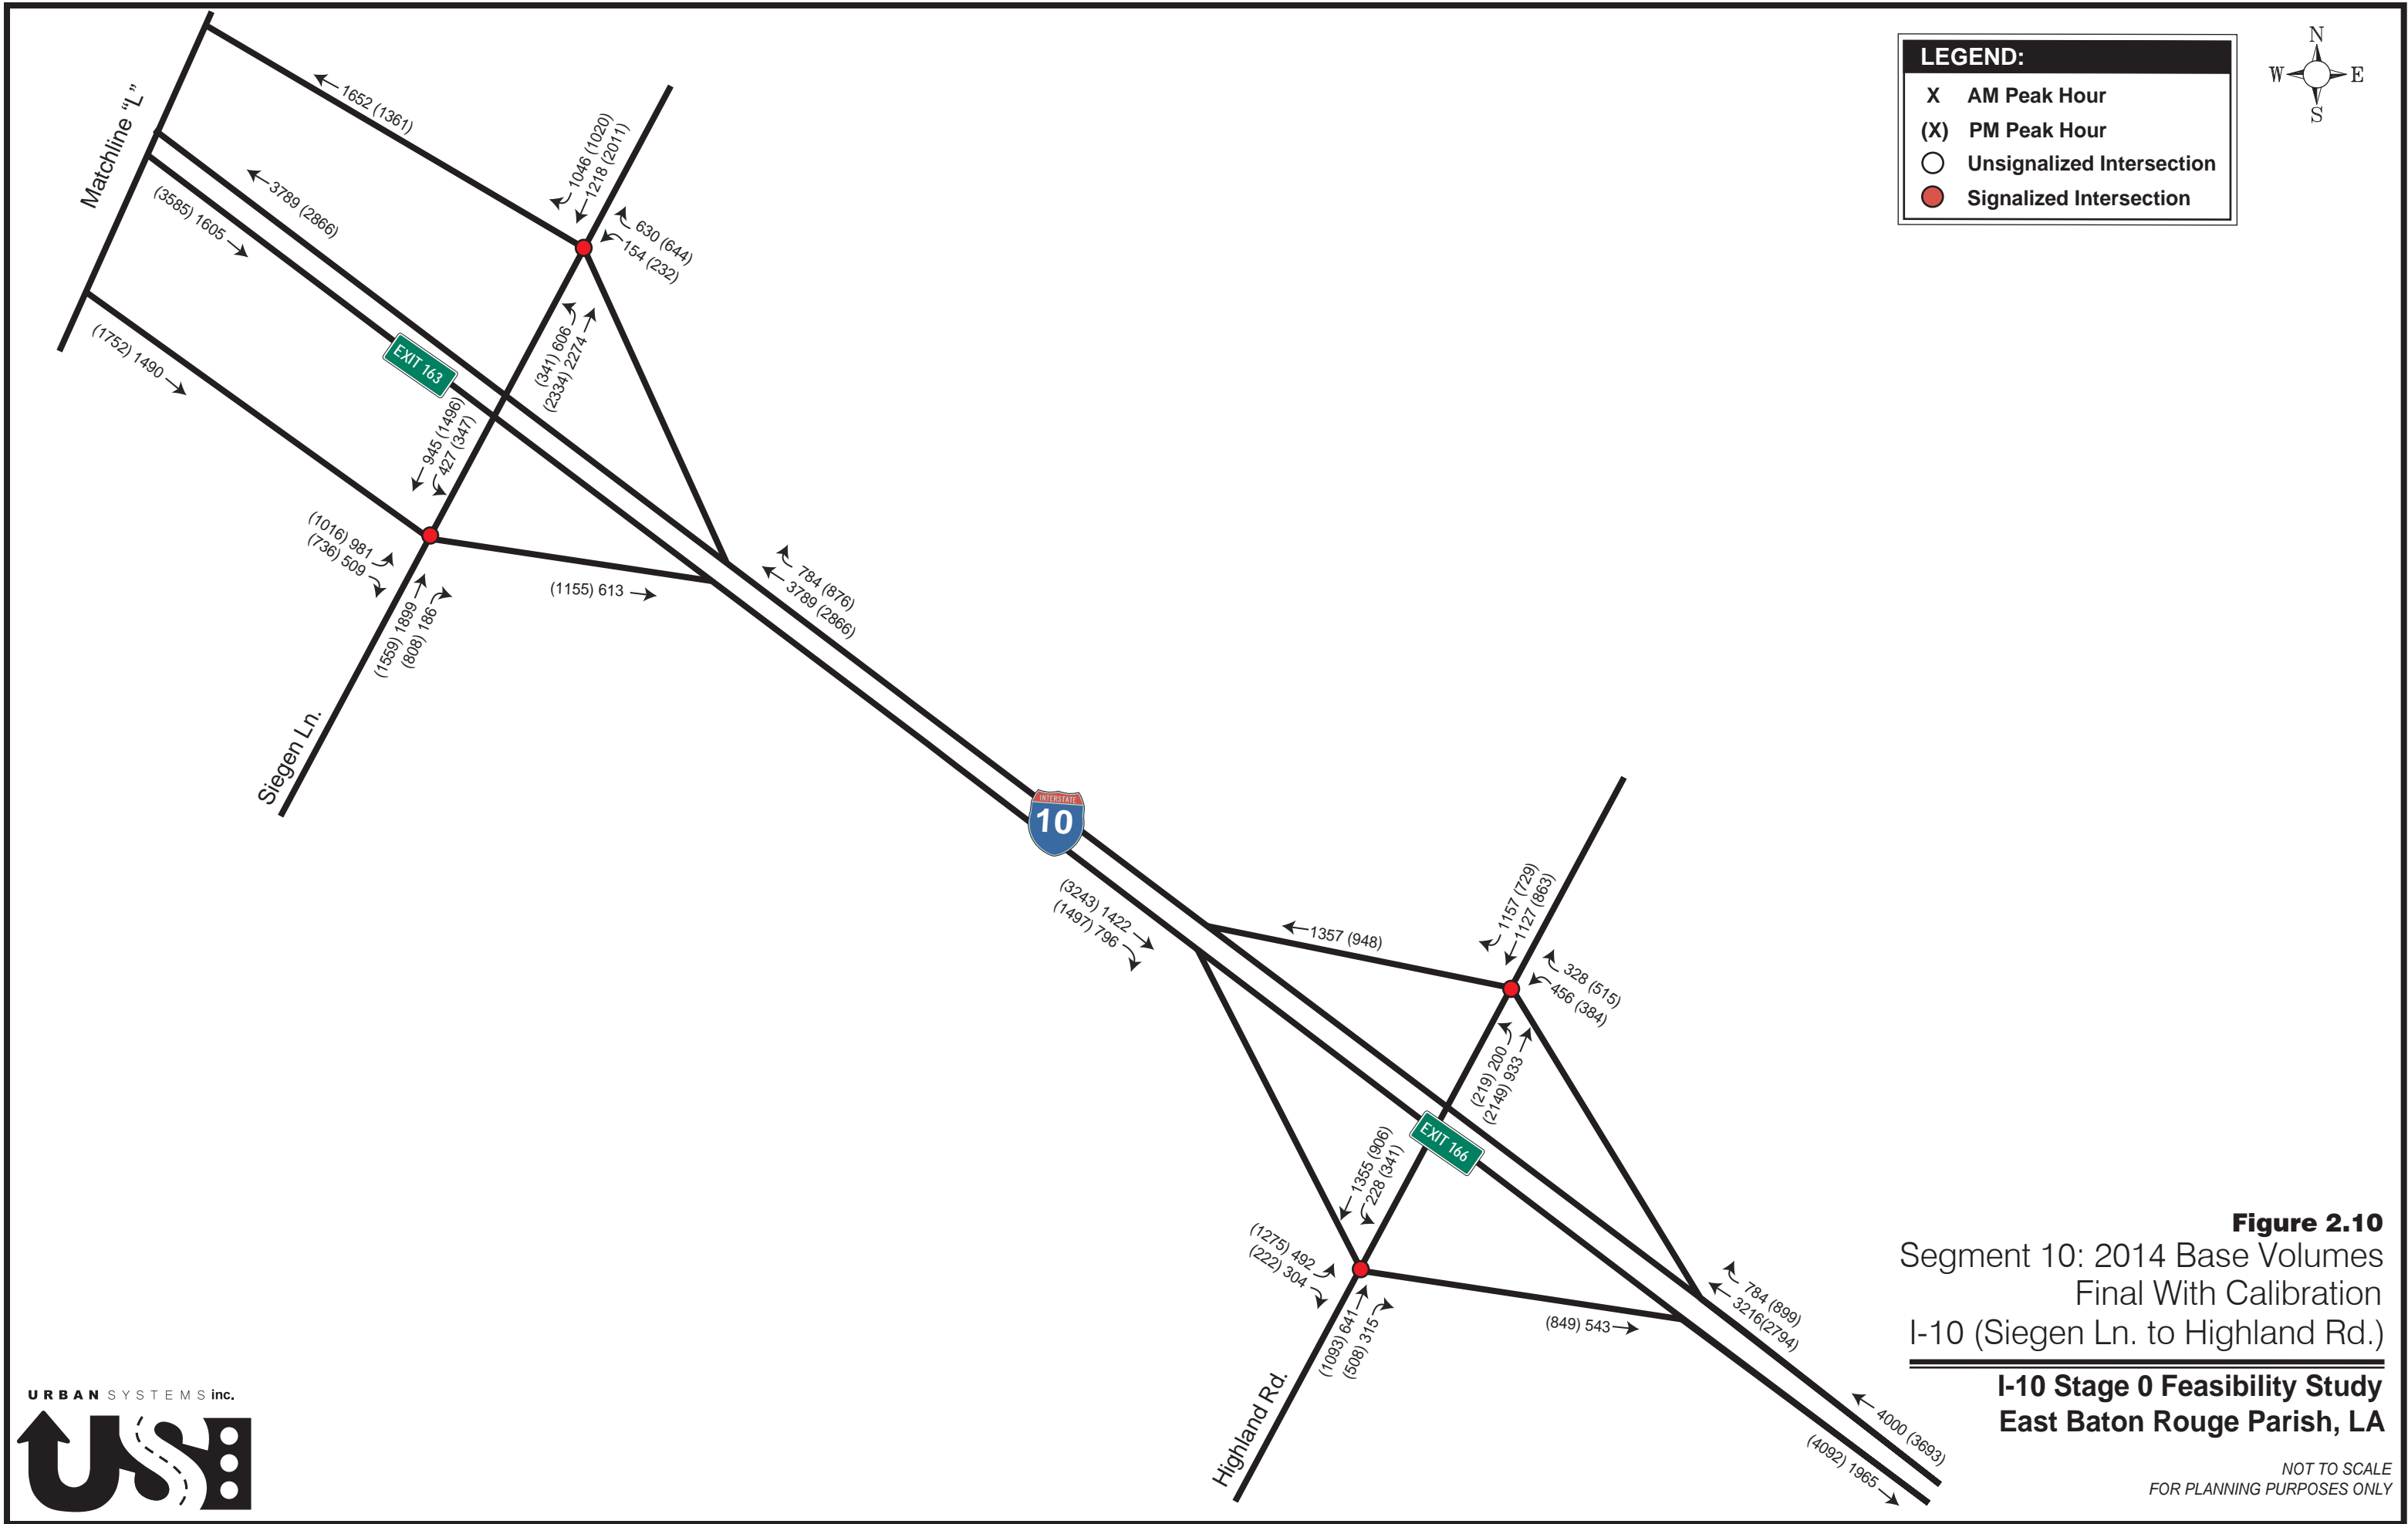 Matchline "L"
1652 (1361)
3789 (2866)
(3585) 1605
(1752) 1490
EXIT 163
1046 (1020)
1218 (2011)
630 (644)
154 (232)
(341) 606
(2334) 2274
945 (1496)
427 (347)
(1016) 981
(736) 509
(1559) 1899
(808) 186
(1155) 613
Siegen Ln.
784 (876)
3789 (2866)
INTERSTATE
10
(3243) 1422
(1497) 796
1357 (948)
1157 (729)
1127 (863)
328 (515)
456 (384)
(219) 200
(2149) 933
EXIT 166
1355 (906)
228 (341)
(1275) 492
(222) 304
(1093) 641
(508) 315
(849) 543
Highland Rd.
784 (899)
3216(2794)
4000 (3693)
(4092) 1965
LEGEND:
X AM Peak Hour
(X) PM Peak Hour
Unsignalized Intersection
Signalized Intersection
N
W E
S
Figure 2.10
Segment 10: 2014 Base Volumes
Final With Calibration
I-10 (Siegen Ln. to Highland Rd.)
I-10 Stage 0 Feasibility Study
East Baton Rouge Parish, LA
NOT TO SCALE
FOR PLANNING PURPOSES ONLY
URBAN SYSTEMS inc.
USI